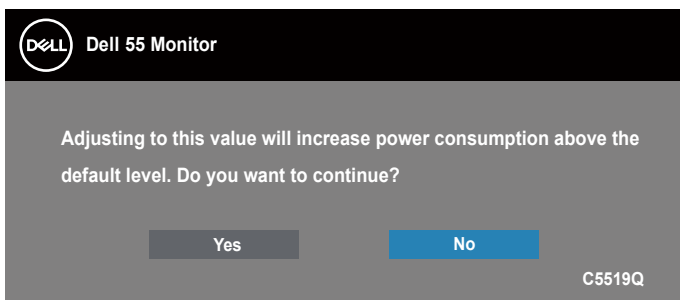 DELL Dell 55 Monitor
Adjusting to this value will increase power consumption above the
default level. Do you want to continue?
Yes No
C5519Q